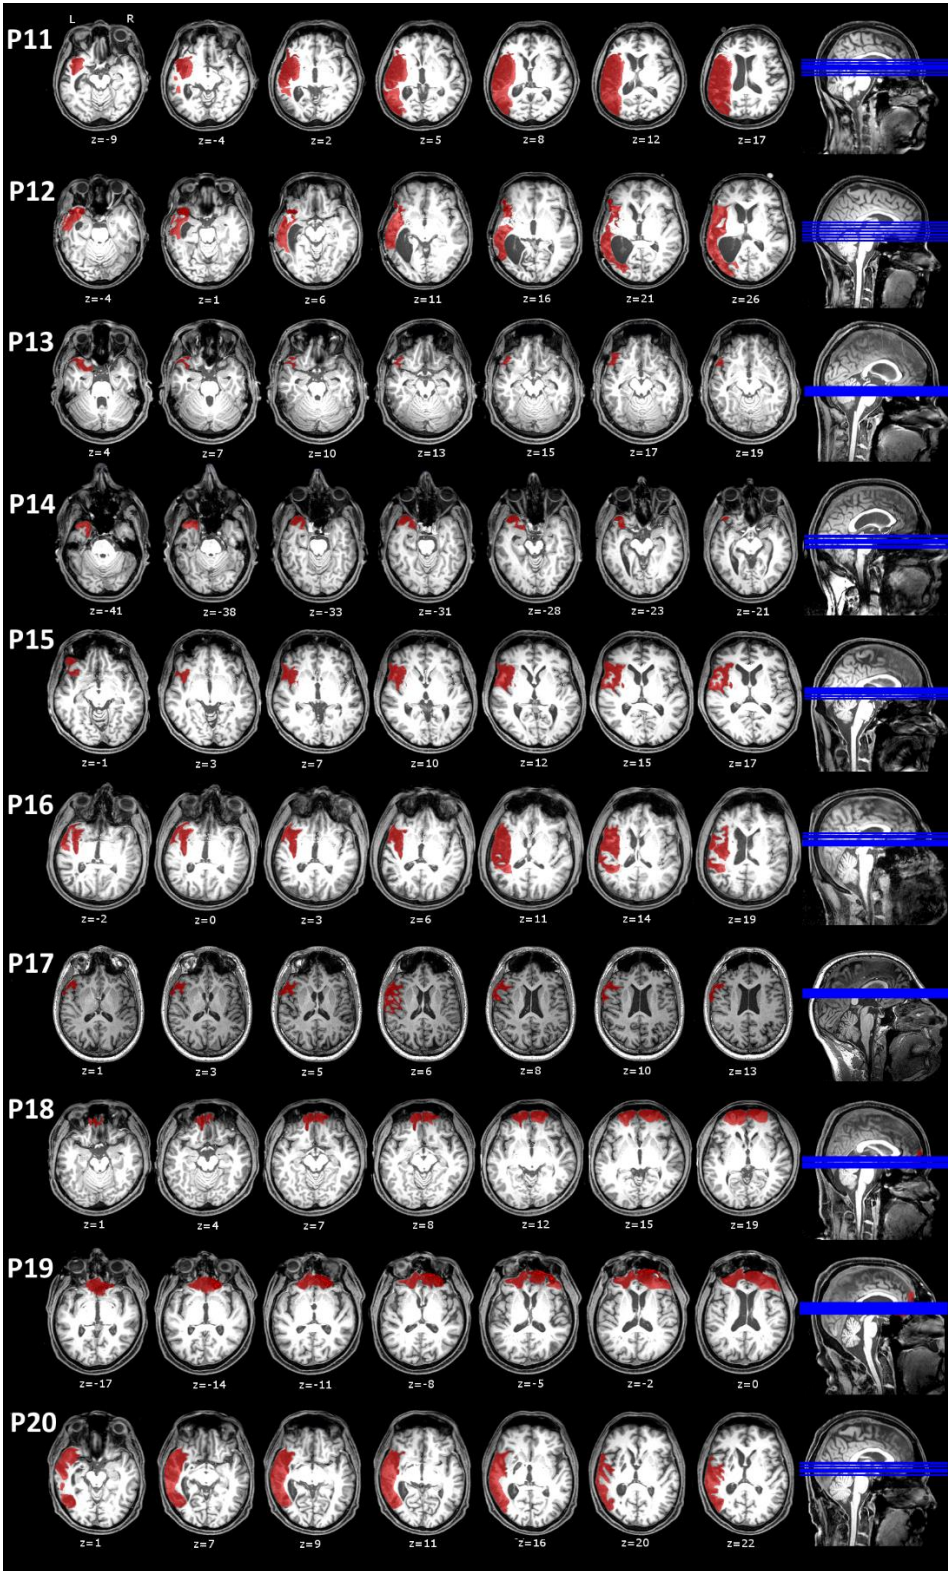 L R
P11
z=-9 z=-4 z=2 z=5 z=8 z=12 z=17
P12
z=-4 z=1 z=6 z=11 z=16 z=21 z=26
P13
z=4 z=7 z=10 z=13 z=15 z=17 z=19
P14
z=-41 z=-38 z=-33 z=-31 z=-28 z=-23 z=-21
P15
z=-1 z=3 z=7 z=10 z=12 z=15 z=17
P16
z=-2 z=0 z=3 z=6 z=11 z=14 z=19
P17
z=1 z=3 z=5 z=6 z=8 z=10 z=13
P18
z=1 z=4 z=7 z=8 z=12 z=15 z=19
P19
z=-17 z=-14 z=-11 z=-8 z=-5 z=-2 z=0
P20
z=1 z=7 z=9 z=11 z=16 z=20 z=22